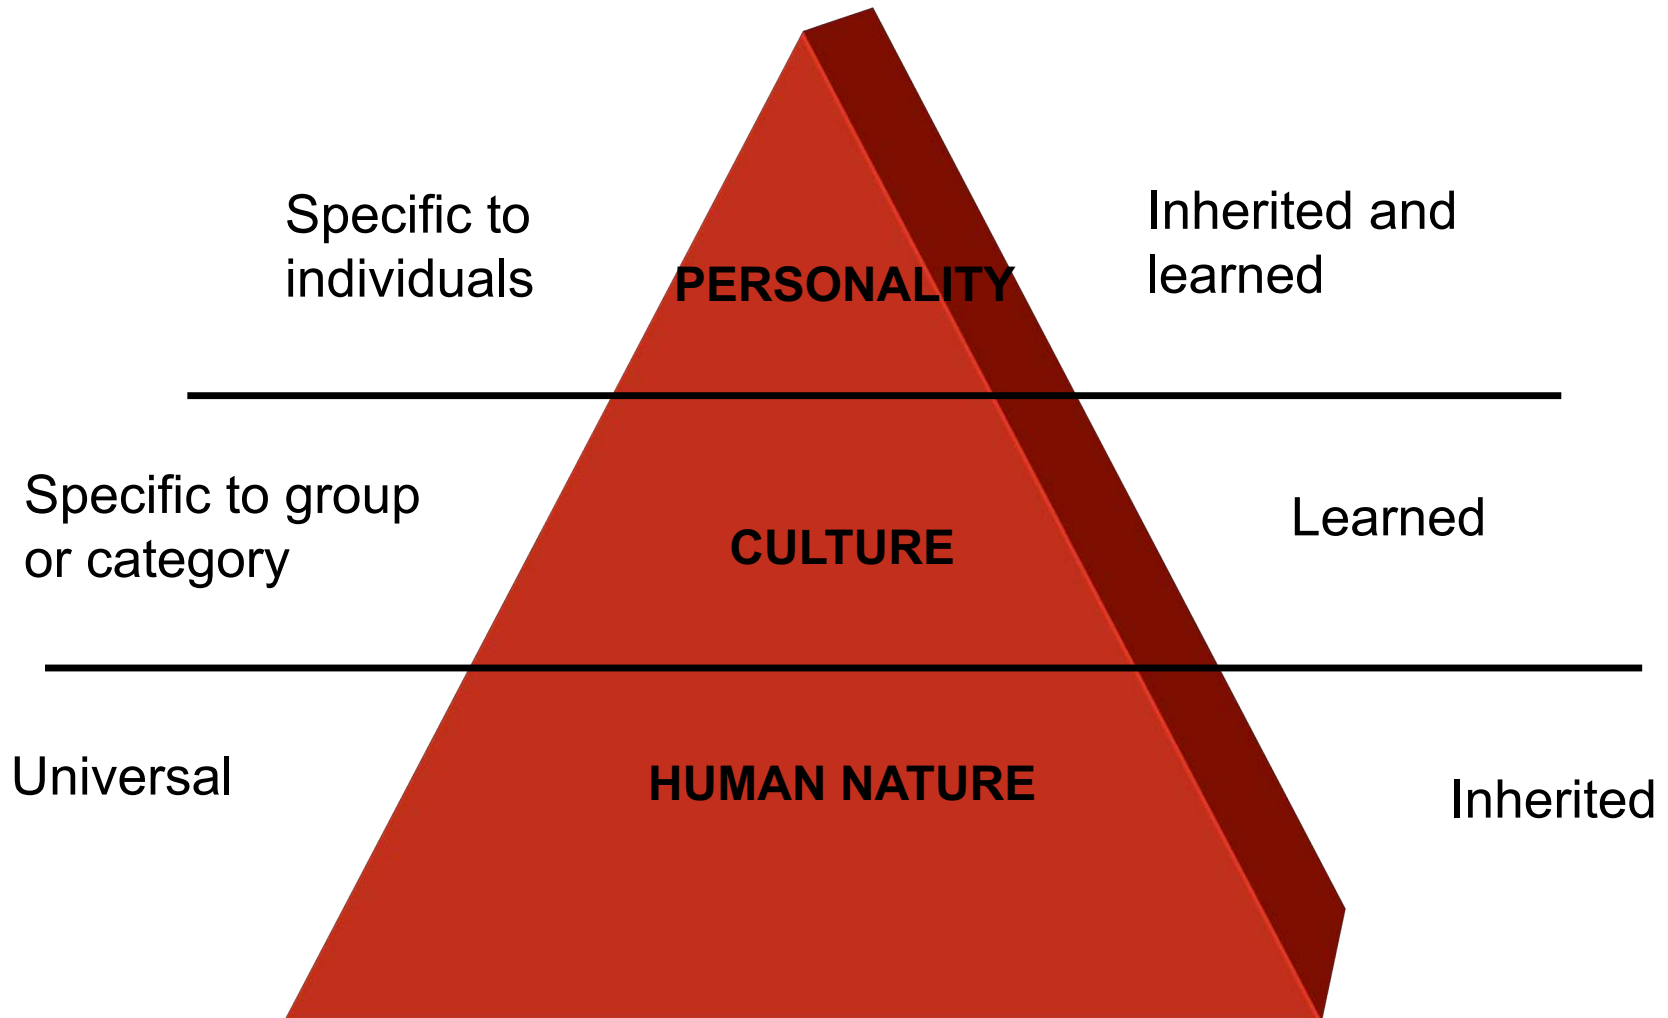 Specific to
individuals
PERSONALITY
Inherited and
learned
Specific to group
or category
CULTURE
Learned
Universal
HUMAN NATURE
Inherited